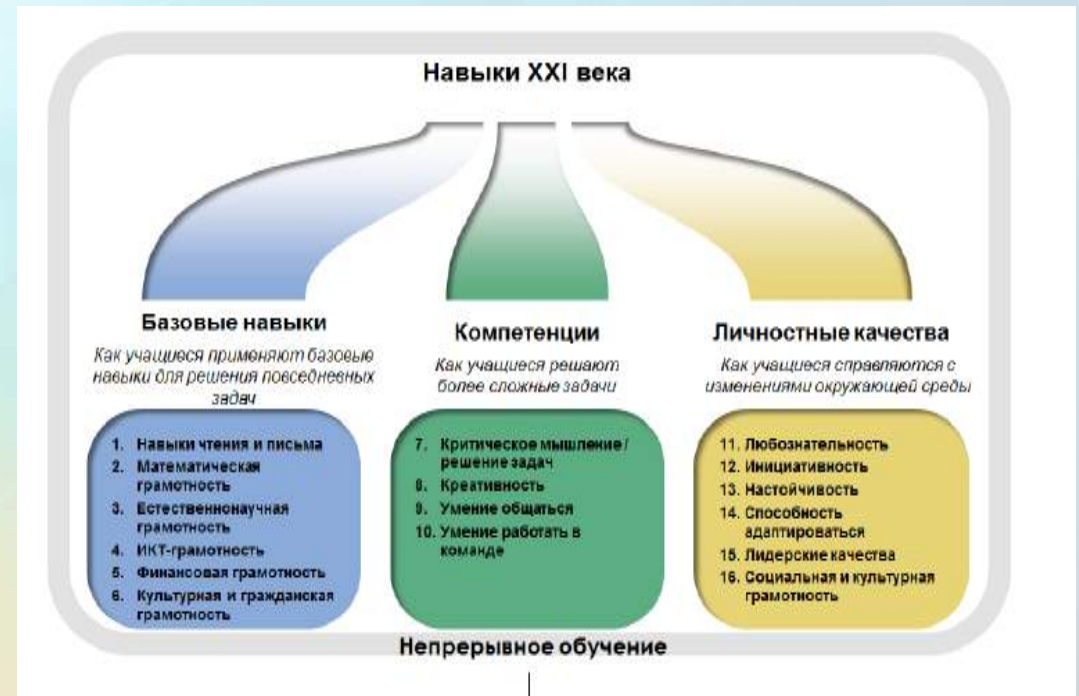 Навыки XXI века
Базовые навыки
Как учащиеся применяют базовые
навыки для решения повседневных
задач
1. Навыки чтения и письма
2. Математическая
грамотность
3. Естественнонаучная
грамотность
4. ИКТ-грамотность
5. Финансовая грамотность
6. Культурная и гражданская
грамотность
Компетенции
Как учащиеся решают
более сложные задачи
7. Критическое мышление /
решение задач
8. Креативность
9. Умение общаться
10. Умение работать в
команде
Личностные качества
Как учащиеся справляются с
изменениями окружающей среды
11. Любознательность
12. Инициативность
13. Настойчивость
14. Способность
адаптироваться
15. Лидерские качества
16. Социальная и культурная
грамотность
Непрерывное обучение